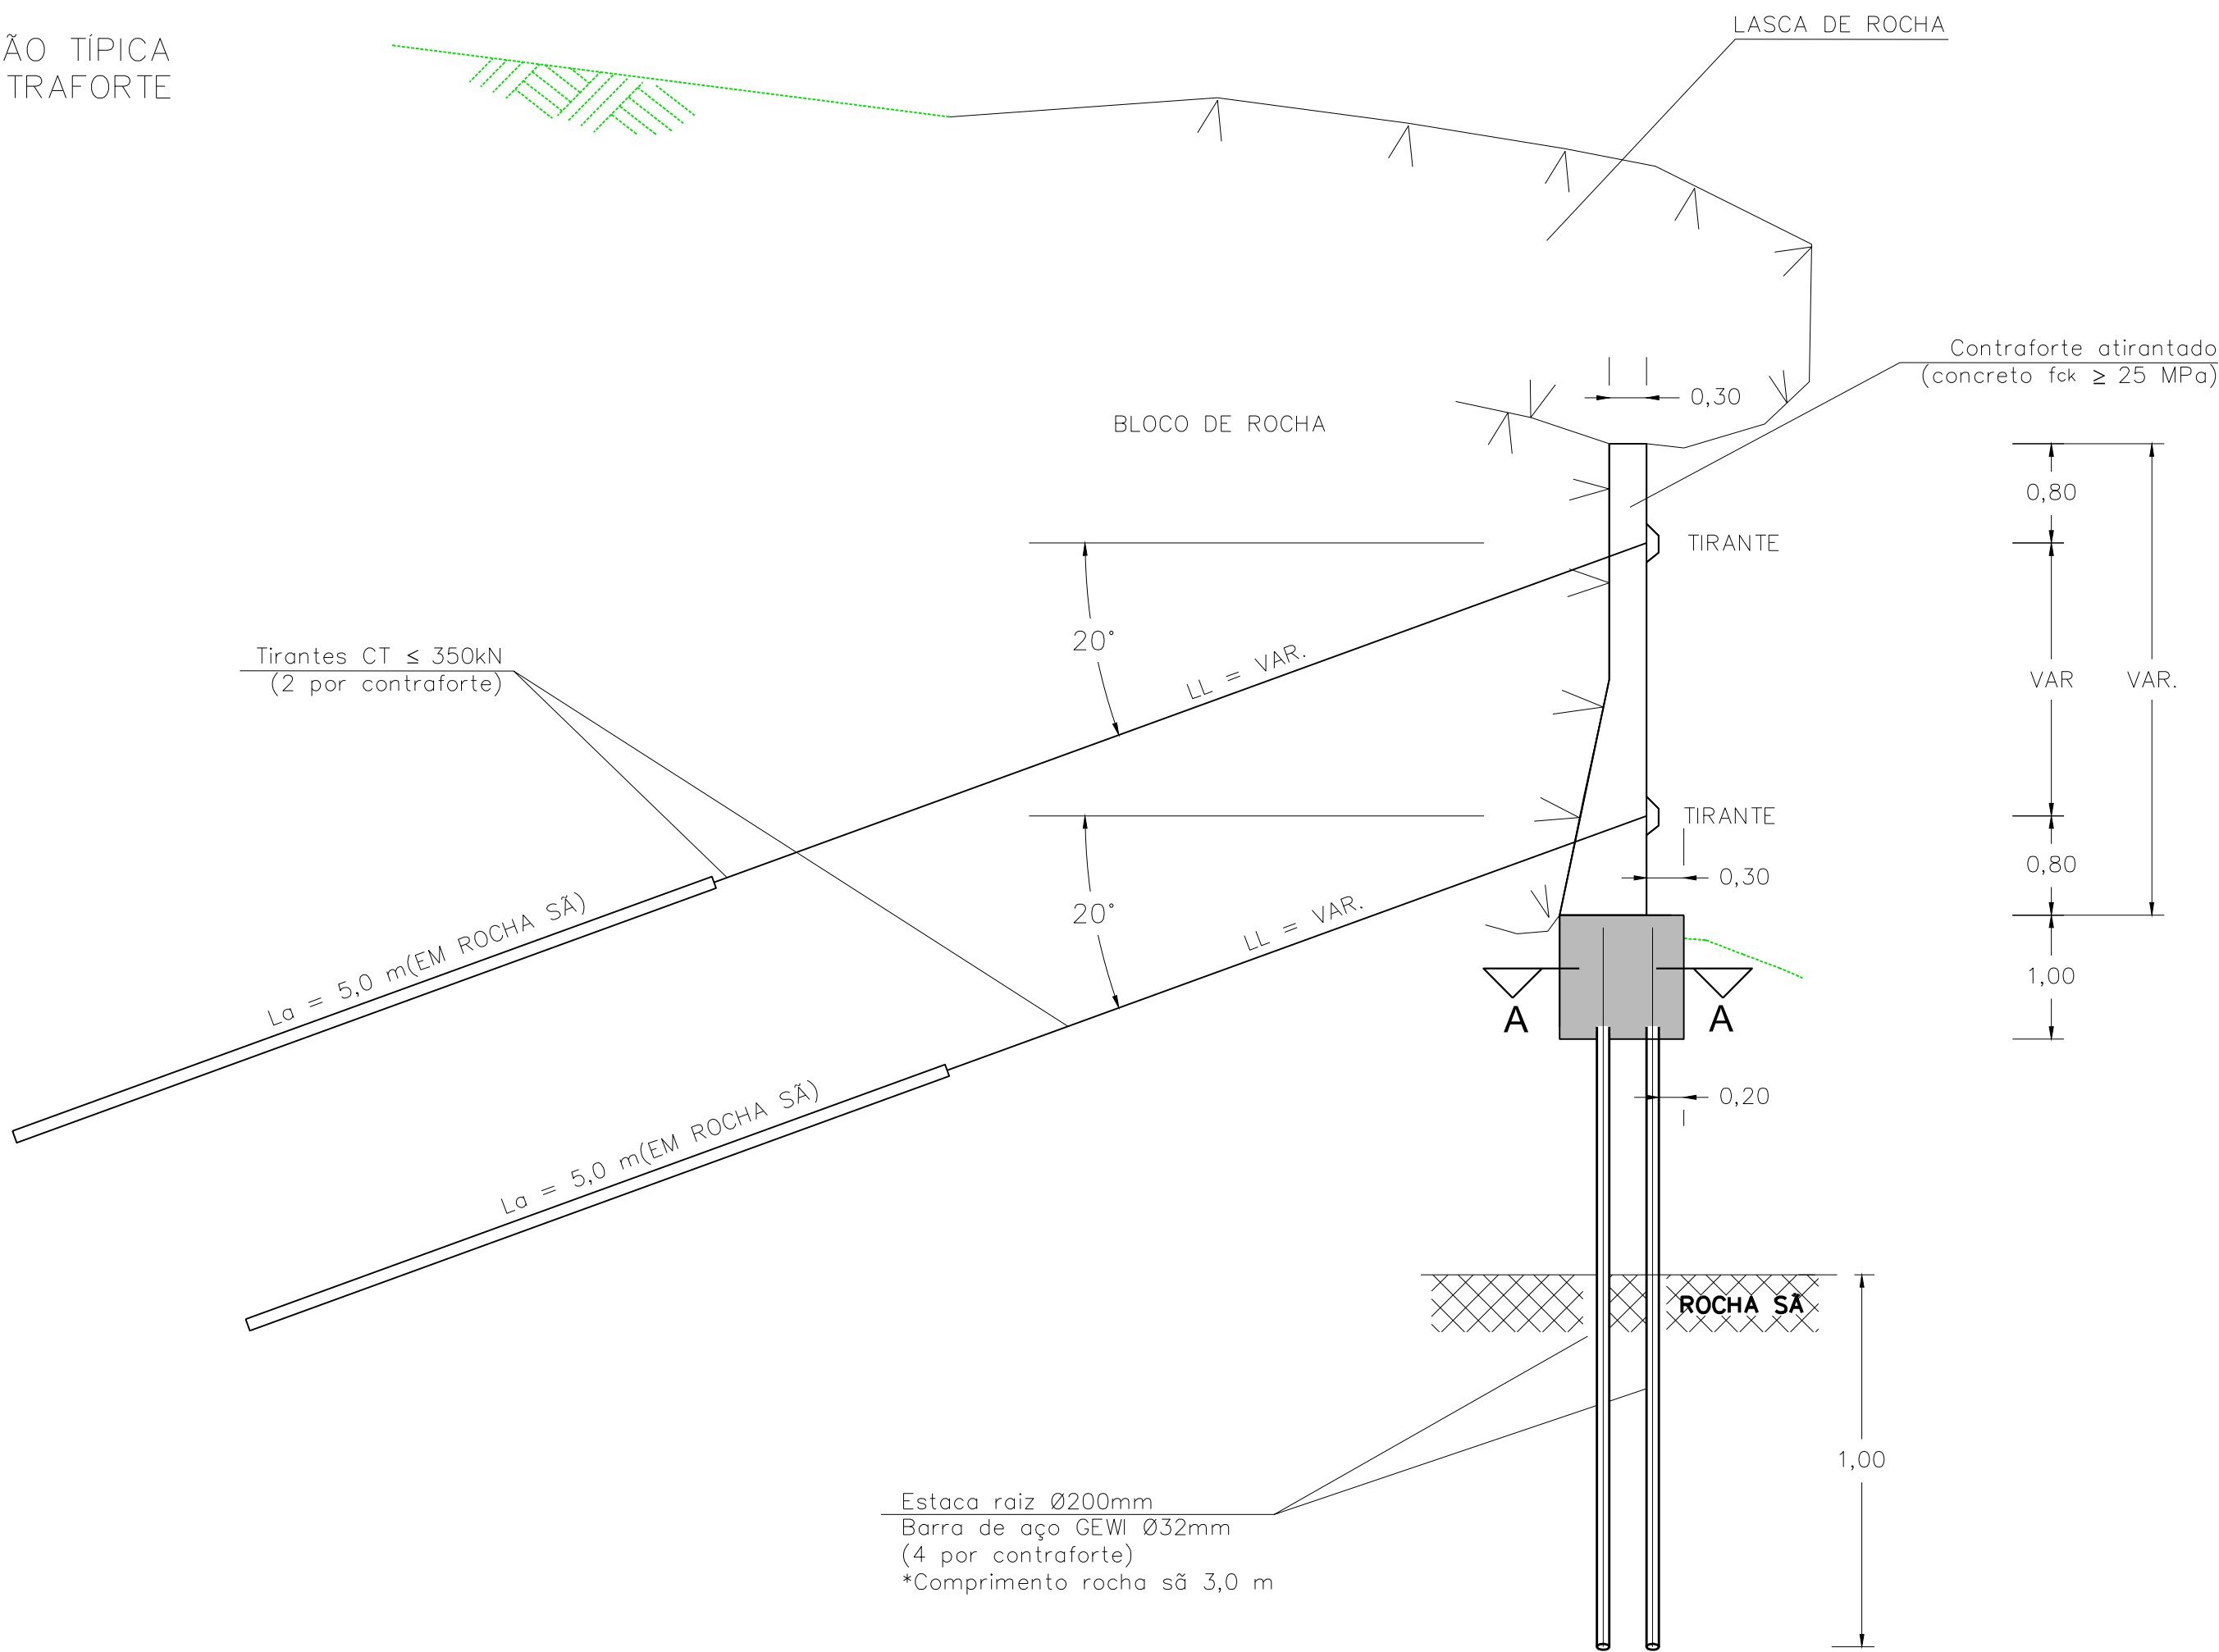 ÃO TÍPICA
TRAFORTE
LASCA DE ROCHA
Contraforte atirantado
(concreto fck ≥ 25 MPa)
0,30
BLOCO DE ROCHA
0,80
TIRANTE
20°
LL = VAR.
Tirantes CT ≤ 350kN
(2 por contraforte)
VAR
VAR.
TIRANTE
0,80
0,30
20°
LL = VAR.
La = 5,0 m(EM ROCHA SÃ)
1,00
A
A
0,20
La = 5,0 m(EM ROCHA SÃ)
ROCHA SÃ
1,00
Estaca raiz Ø200mm
Barra de aço GEWI Ø32mm
(4 por contraforte)
*Comprimento rocha sã 3,0 m